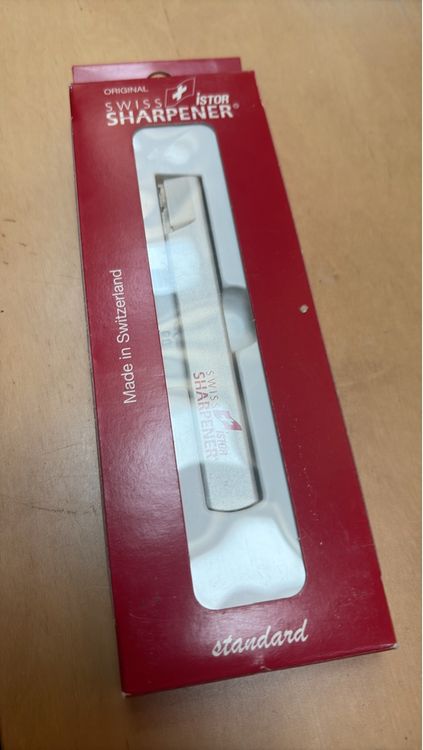 ORIGINAL
SWISS ISTOR
SHARPENER®
Made in Switzerland
SWISS ISTOR
SHARPENER
standard